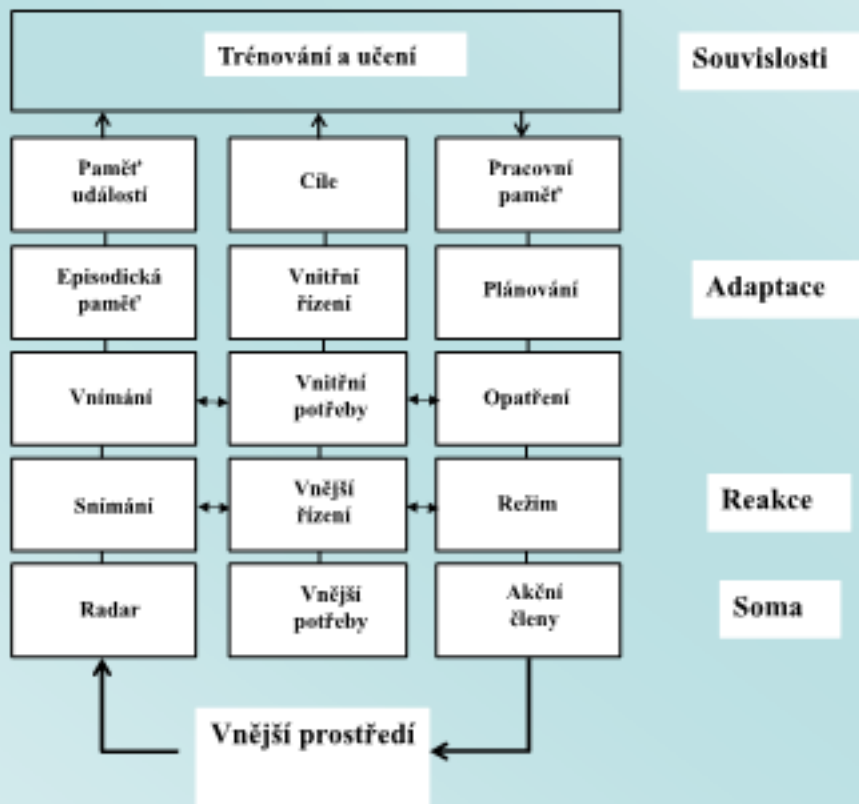 Trénování a učení
Souvislosti
Paměť
událostí
Cíle
Pracovní
paměť
Episodická
paměť
Vnitřní
řízení
Plánování
Adaptace
Vnímání
Vnitřní
potřeby
Opatření
Snímání
Vnější
řízení
Režim
Reakce
Radar
Vnější
potřeby
Akční
členy
Soma
Vnější prostředí